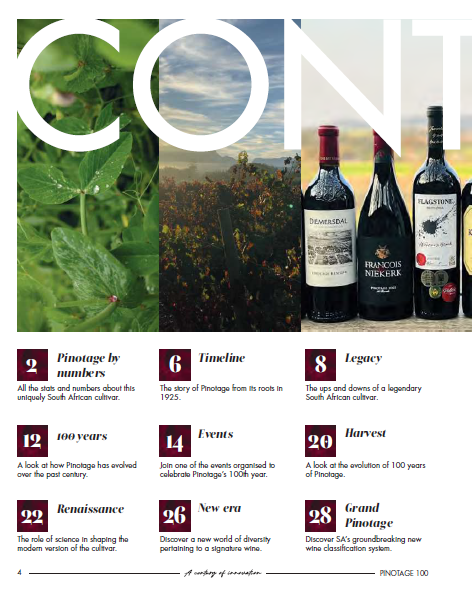 CONT
DIEMERSDAL
PINOTAGE RESERVE
FRANCOIS
NIEKERK
FLAGSTONE
2 Pinotage by
numbers
All the stats and numbers about this
uniquely South African cultivar.
6 Timeline
The story of Pinotage from its roots in
1925.
8 Legacy
The ups and downs of a legendary
South African cultivar.
12 100 years
A look at how Pinotage has evolved
over the past century.
14 Events
Join one of the events organised to
celebrate Pinotage's 100th year.
20 Harvest
A look at the evolution of 100 years
of Pinotage.
22 Renaissance
The role of science in shaping the
modern version of the cultivar.
26 New era
Discover a new world of diversity
pertaining to a signature wine.
28 Grand
Pinotage
Discover SA's groundbreaking new
wine classification system.
4 A century of innovation PINOTAGE 100